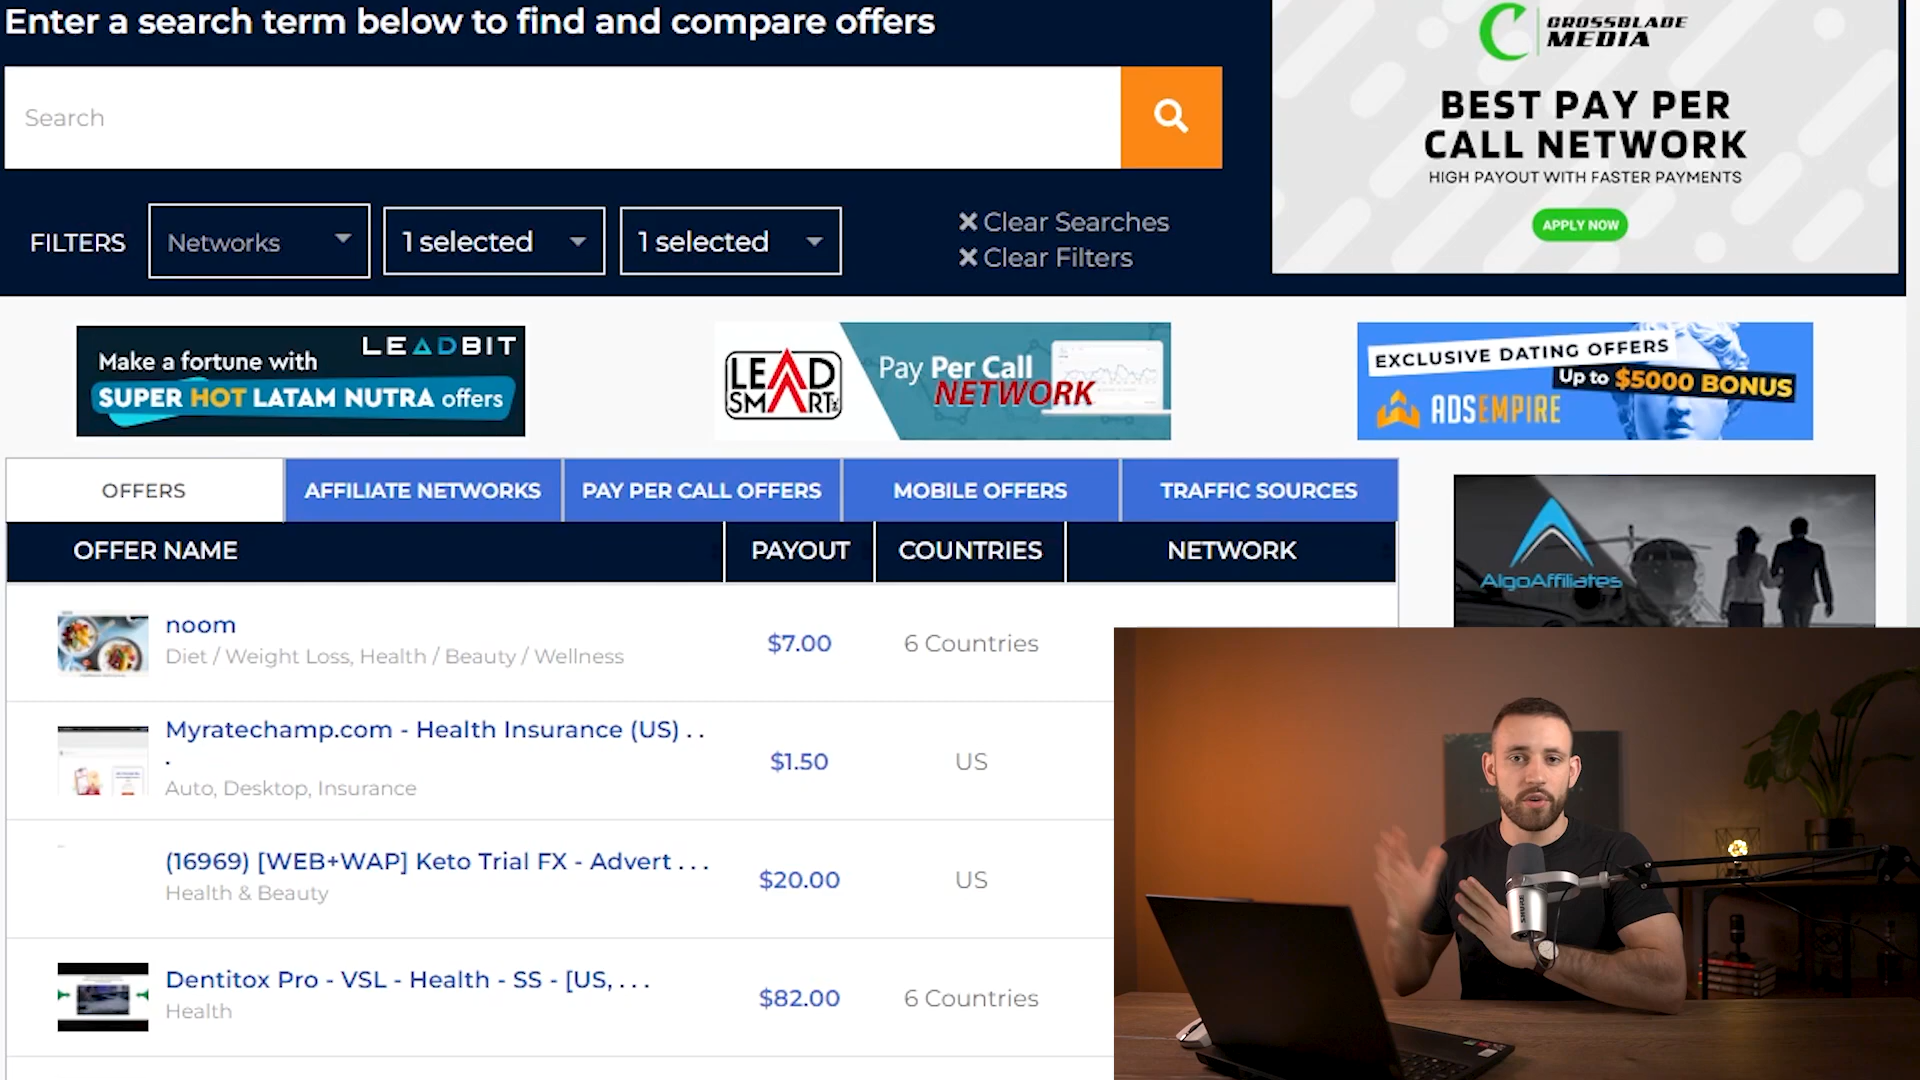 Enter a search term below to find and compare offers
Search
FILTERS
Networks
1 selected
1 selected
Clear Searches
Clear Filters
CROSSBLADE
MEDIA
BEST PAY PER
CALL NETWORK
HIGH PAYOUT WITH FASTER PAYMENTS
APPLY NOW
Make a fortune with
LEADBIT
SUPER HOT LATAM NUTRA offers
LEAD
SMART
Pay Per Call
NETWORK
EXCLUSIVE DATING OFFERS
Up to $5000 BONUS
ADSEMPIRE
OFFERS
AFFILIATE NETWORKS
PAY PER CALL OFFERS
MOBILE OFFERS
TRAFFIC SOURCES
OFFER NAME
PAYOUT
COUNTRIES
NETWORK
AlgoAffiliates
noom
Diet / Weight Loss, Health / Beauty / Wellness
$7.00
6 Countries
Myratechamp.com - Health Insurance (US) . .
.
Auto, Desktop, Insurance
$1.50
US
(16969) [WEB+WAP] Keto Trial FX - Advert . . .
Health & Beauty
$20.00
US
Dentitox Pro - VSL - Health - SS - [US, . . .
Health
$82.00
6 Countries
SHURE